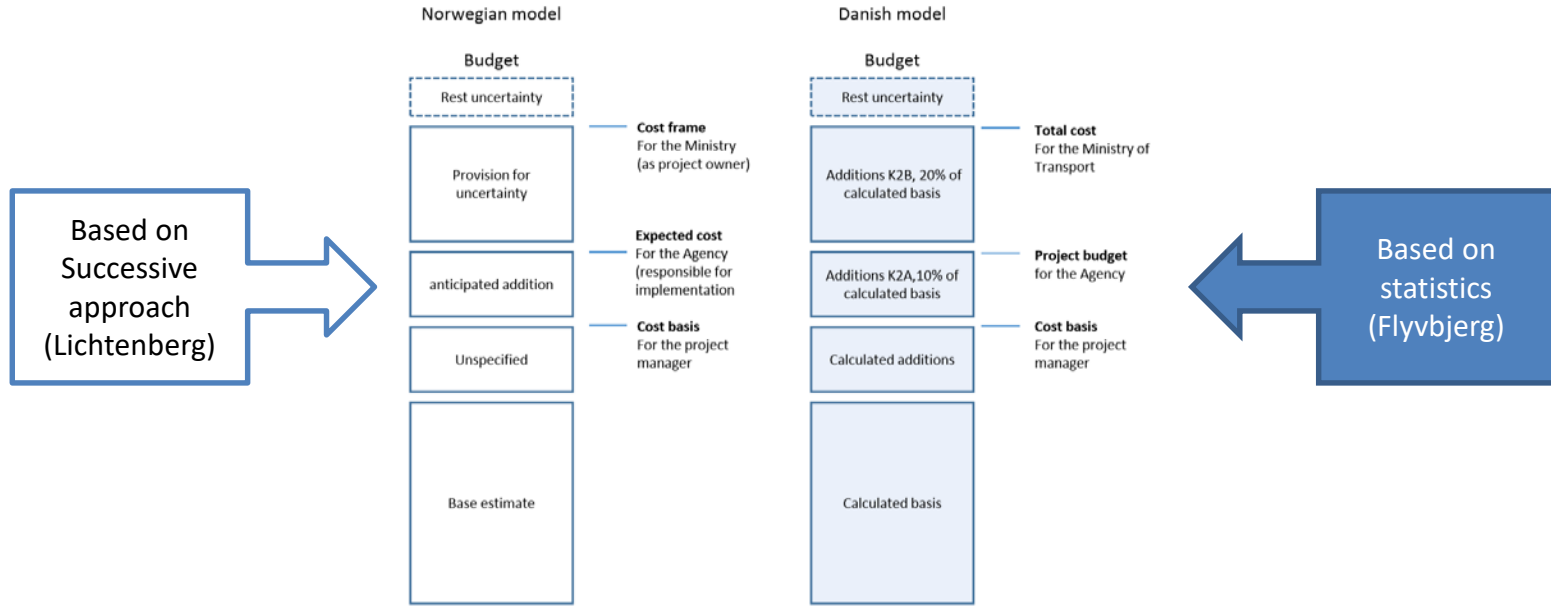 Norwegian model
Budget
Rest uncertainty
Cost frame
For the Ministry
(as project owner)
Provision for
uncertainty
Expected cost
For the Agency
(responsible for
implementation
anticipated addition
Cost basis
For the project
manager
Unspecified
Base estimate
Based on
Successive
approach
(Lichtenberg)
Danish model
Budget
Rest uncertainty
Total cost
For the Ministry of
Transport
Additions K2B, 20% of
calculated basis
Project budget
for the Agency
Additions K2A,10% of
calculated basis
Cost basis
For the project
manager
Calculated additions
Calculated basis
Based on
statistics
(Flyvbjerg)